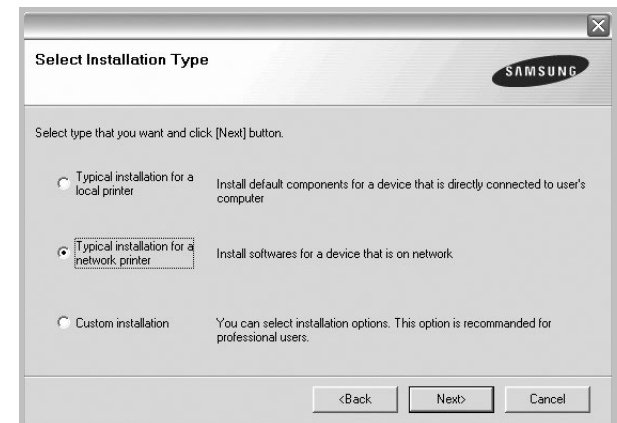 Select Installation Type
SAMSUNG
Select type that you want and click [Next] button.
Typical installation for a
local printer
Install default components for a device that is directly connected to user's
computer
Typical installation for a
network printer
Install softwares for a device that is on network
Custom installation
You can select installation options. This option is recommanded for
professional users.
<Back
Next>
Cancel